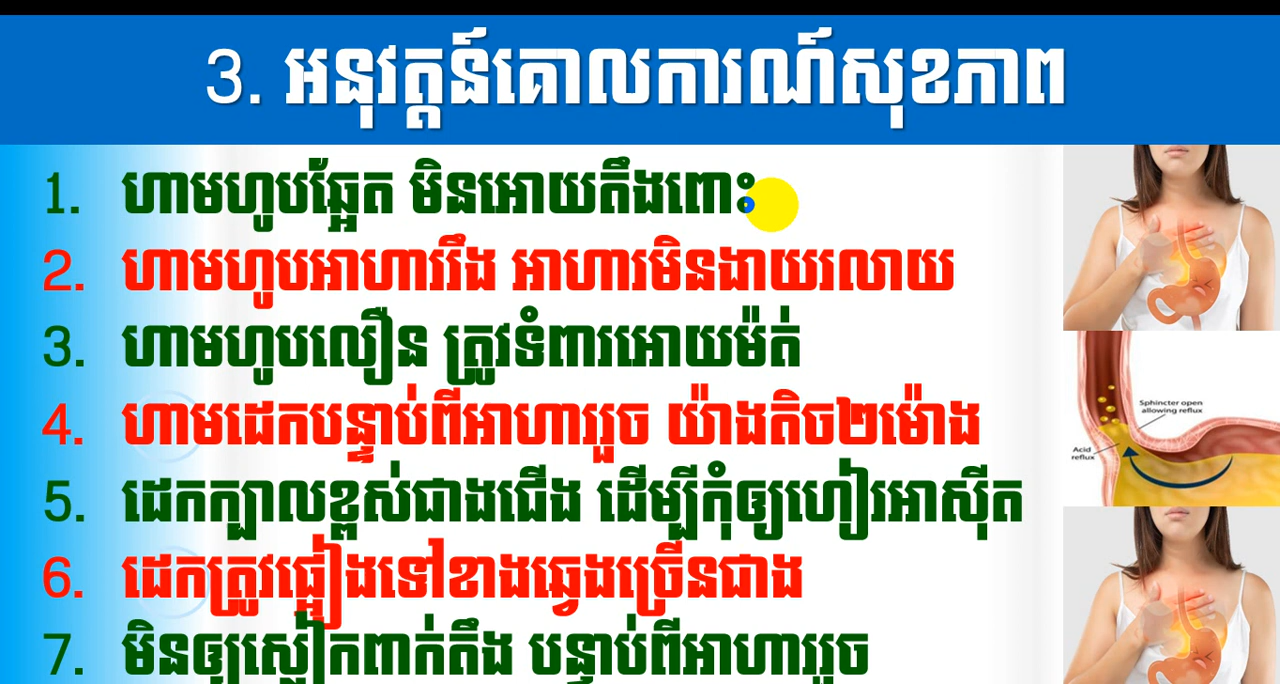 3. អនុវត្តន៍គោលការណ៍សុខភាព
1. ហាមហូបឆ្អែត មិនអោយតឹងពោះ
2. ហាមហូបអាហាររឹង អាហារមិនងាយរលាយ
3. ហាមហូបលឿន ត្រូវទំពារអោយម៉ត់
4. ហាមដេកបន្ទាប់ពីអាហាររួច យ៉ាងតិច២ម៉ោង
Sphincter open
allowing reflux
Acid
reflux
5. ដេកក្បាលខ្ពស់ជាងជើង ដើម្បីកុំឲ្យហៀរអាស៊ីត
6. ដេកត្រូវផ្អៀងទៅខាងឆ្វេងច្រើនជាង
7. មិនឲ្យស្លៀកពាក់តឹង បន្ទាប់ពីអាហាររួច